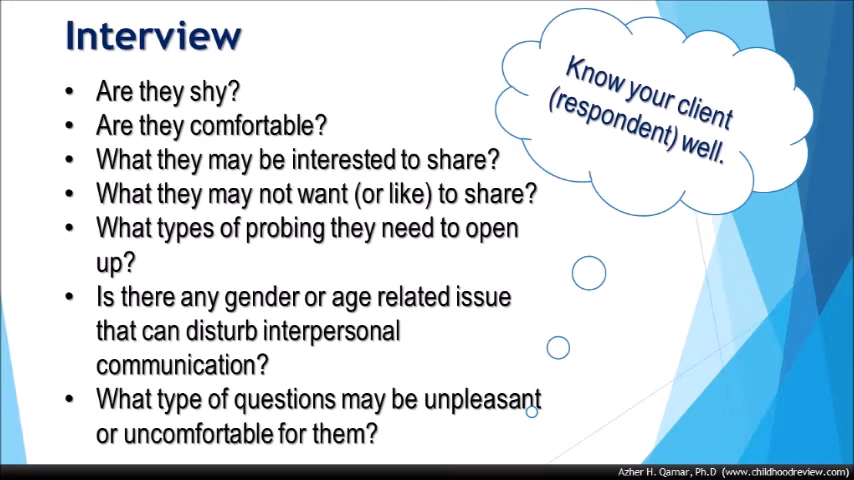 Interview
• Are they shy?
• Are they comfortable?
• What they may be interested to share?
• What they may not want (or like) to share?
• What types of probing they need to open
up?
• Is there any gender or age related issue
that can disturb interpersonal
communication?
• What type of questions may be unpleasant
or uncomfortable for them?
Know your client
(respondent) well.
Azher H. Qamar, Ph.D (www.childhoodreview.com)